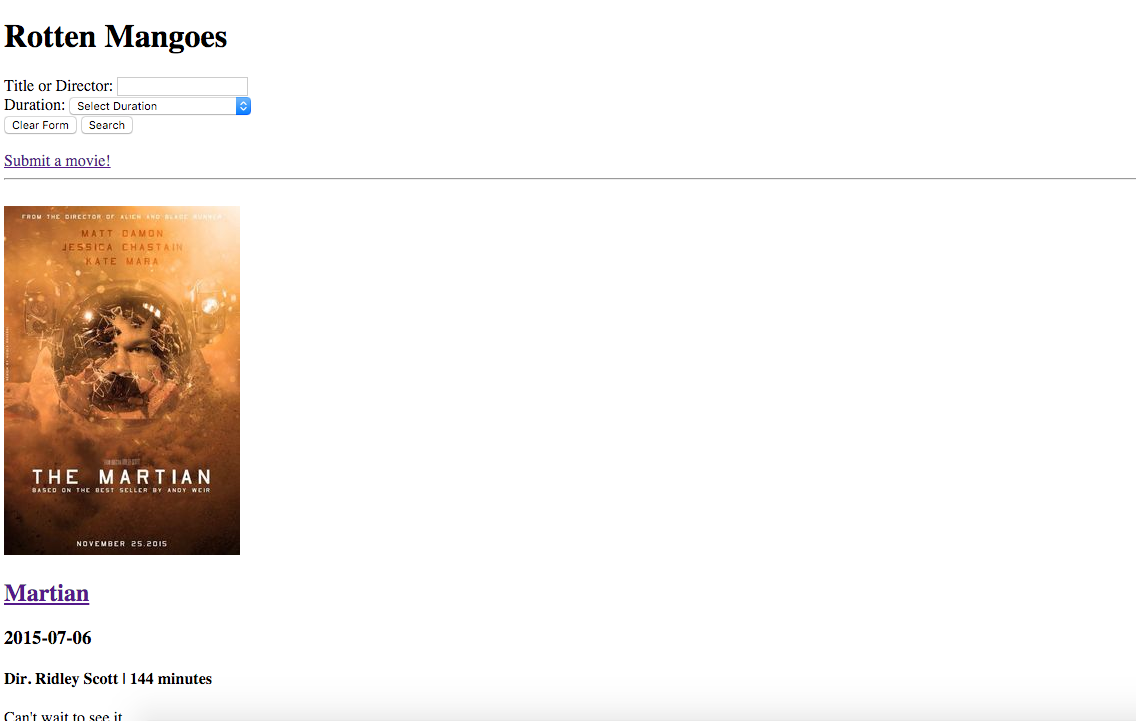 Rotten Mangoes
Title or Director:
Duration: Select Duration
Clear Form Search
Submit a movie!
FROM THE DIRECTOR OF ALIEN AND BLADE RUNNER
MATT DAMON
JESSICA CHASTAIN
KATE MARA
THE MARTIAN
BASED ON THE BEST SELLER BY ANDY WEIR
NOVEMBER 25.2015
Martian
2015-07-06
Dir. Ridley Scott | 144 minutes
Can't wait to see it